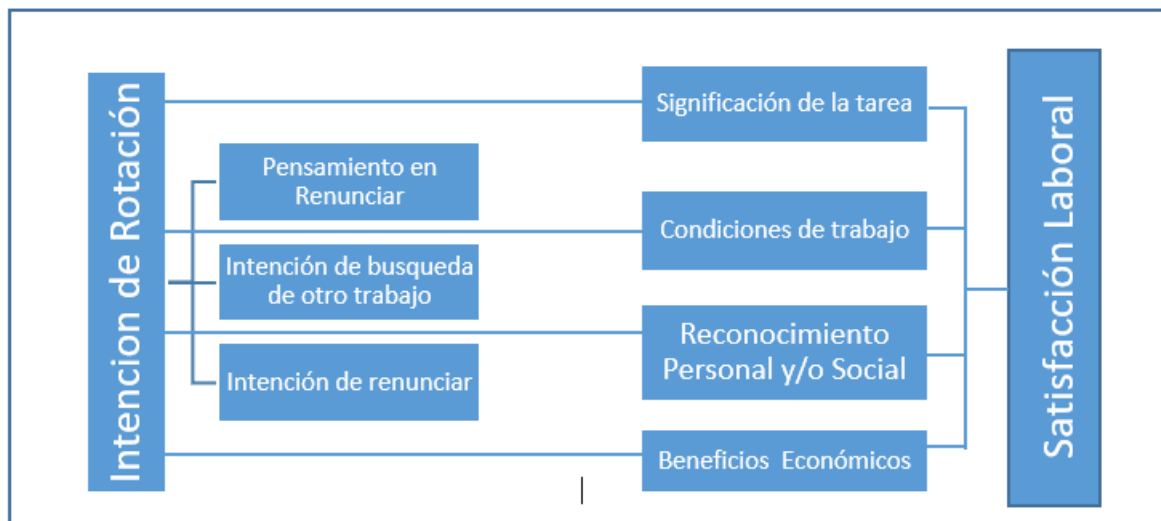 Intencion de Rotación
Pensamiento en
Renunciar
Intención de busqueda
de otro trabajo
Intención de renunciar
Significación de la tarea
Condiciones de trabajo
Reconocimiento
Personal y/o Social
Beneficios Económicos
Satisfacción Laboral